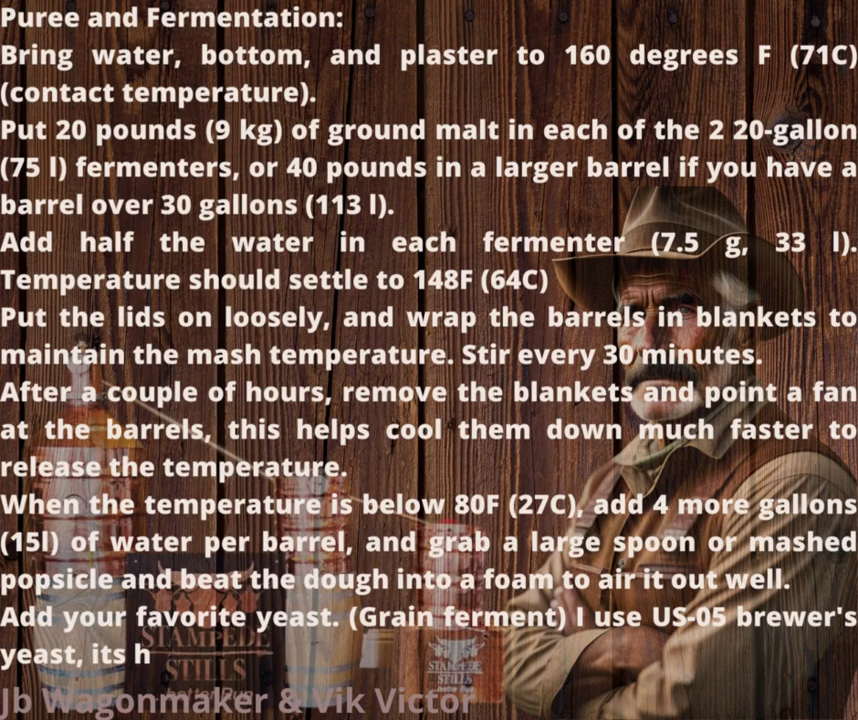 Puree and Fermentation:
Bring water, bottom, and plaster to 160 degrees F (71C)
(contact temperature).
Put 20 pounds (9 kg) of ground malt in each of the 2 20-gallon
(75 l) fermenters, or 40 pounds in a larger barrel if you have a
barrel over 30 gallons (113 l).
Add half the water in each fermenter (7.5 g, 33 l).
Temperature should settle to 148F (64C)
Put the lids on loosely, and wrap the barrels in blankets to
maintain the mash temperature. Stir every 30 minutes.
After a couple of hours, remove the blankets and point a fan
at the barrels, this helps cool them down much faster to
release the temperature.
When the temperature is below 80F (27C), add 4 more gallons
(15l) of water per barrel, and grab a large spoon or mashed
popsicle and beat the dough into a foam to air it out well.
Add your favorite yeast. (Grain ferment) I use US-05 brewer's
yeast, its h
STAMPEDE
STILLS
STAMPEDE
STILLS
Jb Wagonmaker & Vik Victor